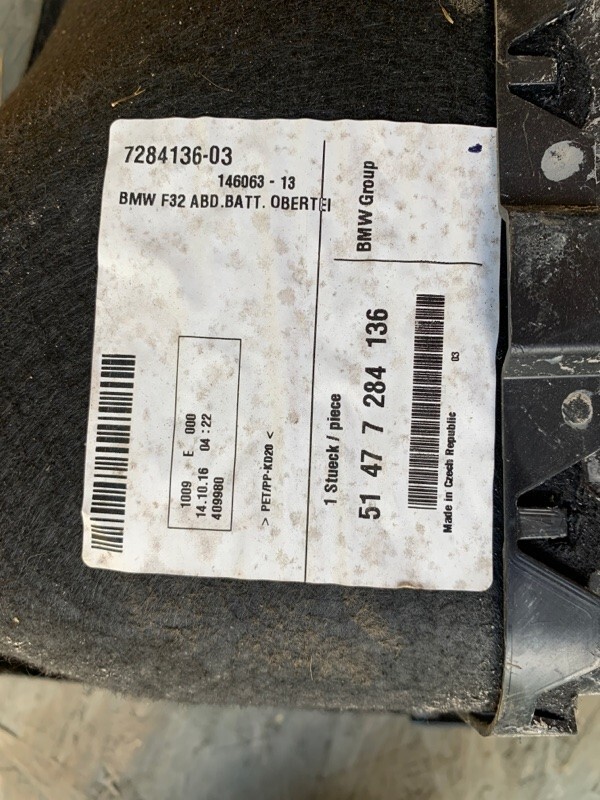 7284136-03
146063 - 13
BMW F32 ABD.BATT. OBERTEI
BMW Group
1 Stueck / piece
51 47 7 284 136
Made in Czech Republic
03
1009 E 000
14.10.16 04:22
409980
> PET/PP-KD20 <